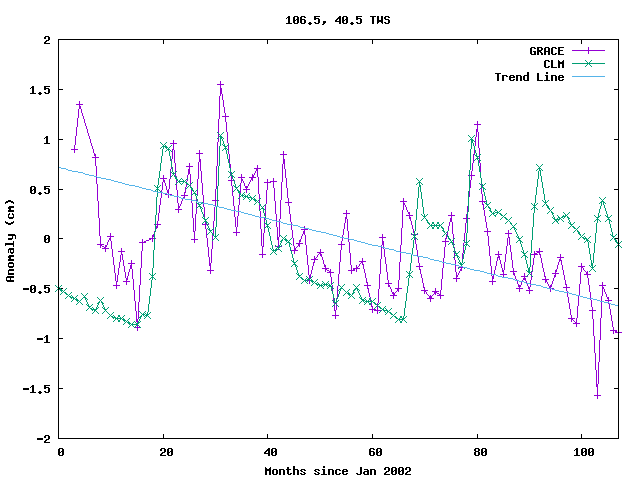 106.5, 40.5 TWS
GRACE
CLM
Trend Line
Anomaly (cm)
2
1.5
1
0.5
0
-0.5
-1
-1.5
-2
0 20 40 60 80 100
Months since Jan 2002